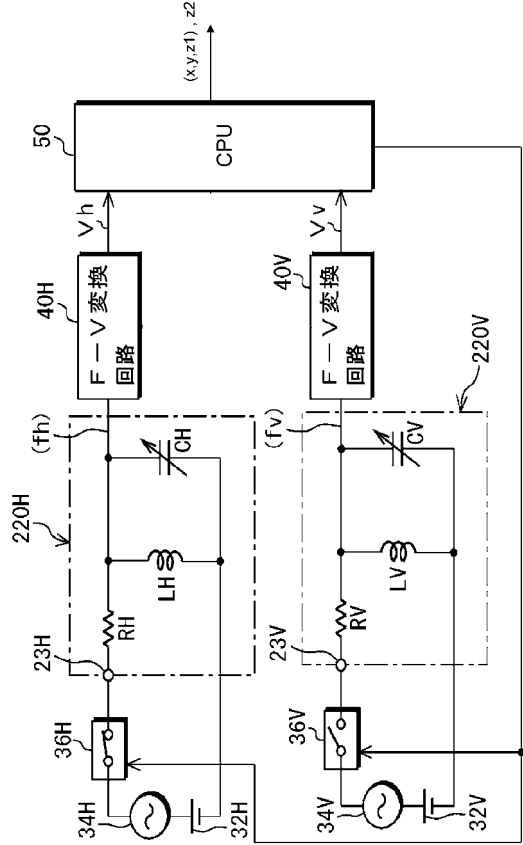 (x,y,z1) , z2
50
CPU
Vh
Vv
40H
F－V変換
回路
40V
F－V変換
回路
220V
(fh)
(fv)
220H
CH
CV
LH
LV
RH
RV
23H
23V
36H
36V
34H
32H
34V
32V